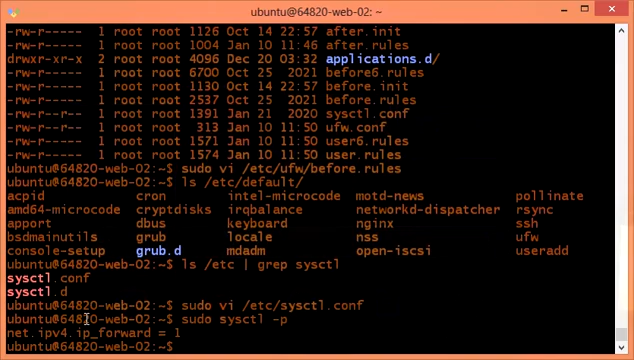 ubuntu@64820-web-02: ~
-rw-r----- 1 root root 1126 Oct 14 22:57 after.init
-rw-r----- 1 root root 1004 Jan 10 11:46 after.rules
drwxr-xr-x 2 root root 4096 Dec 20 03:32 applications.d/
-rw-r----- 1 root root 6700 Oct 25 2021 before6.rules
-rw-r----- 1 root root 1130 Oct 14 22:57 before.init
-rw-r----- 1 root root 2537 Oct 25 2021 before.rules
-rw-r--r-- 1 root root 1391 Jan 21 2020 sysctl.conf
-rw-r--r-- 1 root root 313 Jan 10 11:50 ufw.conf
-rw-r----- 1 root root 1571 Jan 10 11:50 user6.rules
-rw-r----- 1 root root 1574 Jan 10 11:50 user.rules
ubuntu@64820-web-02:~$ sudo vi /etc/ufw/before.rules
ubuntu@64820-web-02:~$ ls /etc/default/
acpid cron intel-microcode motd-news pollinate
amd64-microcode cryptdisks irqbalance networkd-dispatcher rsync
apport dbus keyboard nginx ssh
bsdmainutils grub locale nss ufw
console-setup grub.d mdadm open-iscsi useradd
ubuntu@64820-web-02:~$ ls /etc | grep sysctl
sysctl.conf
sysctl.d
ubuntu@64820-web-02:~$ sudo vi /etc/sysctl.conf
ubuntu@64820-web-02:~$ sudo sysctl -p
net.ipv4.ip_forward = 1
ubuntu@64820-web-02:~$